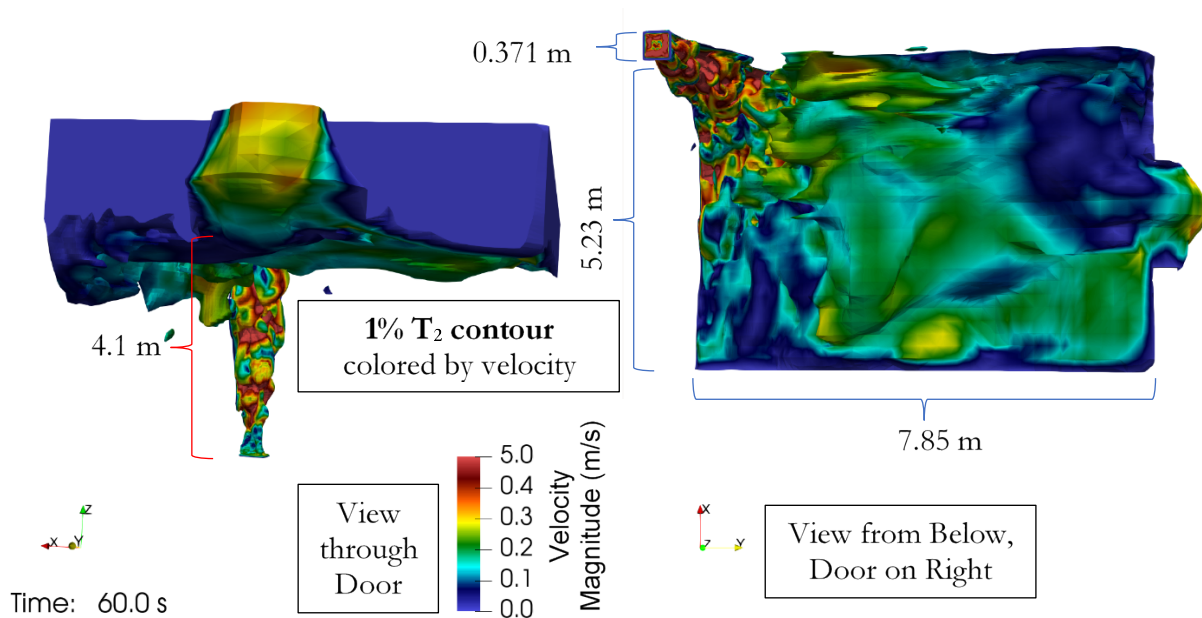 0.371 m
5.23 m
4.1 m
1% T₂ contour
colored by velocity
7.85 m
5.0
0.4
0.3
0.2
0.1
0.0
Velocity
Magnitude (m/s)
View
through
Door
View from Below,
Door on Right
X
Y
Z
X
Y
Z
Time: 60.0 s